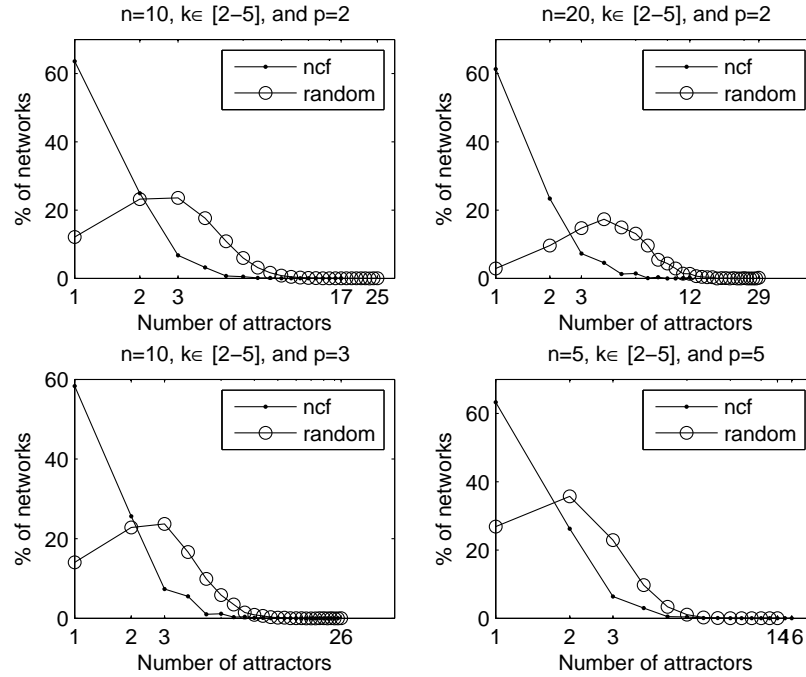 n=10, k∈ [2−5], and p=2
% of networks
60
40
20
0
1
2
3
17
25
Number of attractors
ncf
random
n=20, k∈ [2−5], and p=2
% of networks
60
40
20
0
1
2
3
12
29
Number of attractors
ncf
random
n=10, k∈ [2−5], and p=3
% of networks
60
40
20
0
1
2
3
26
Number of attractors
ncf
random
n=5, k∈ [2−5], and p=5
% of networks
60
40
20
0
1
2
3
14
16
Number of attractors
ncf
random